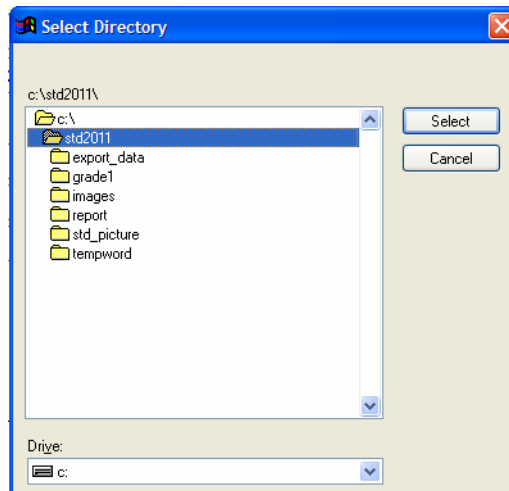 Select Directory
c:\std2011\
c:\
std2011
export_data
grade1
images
report
std_picture
tempword
Select
Cancel
Drive:
c: